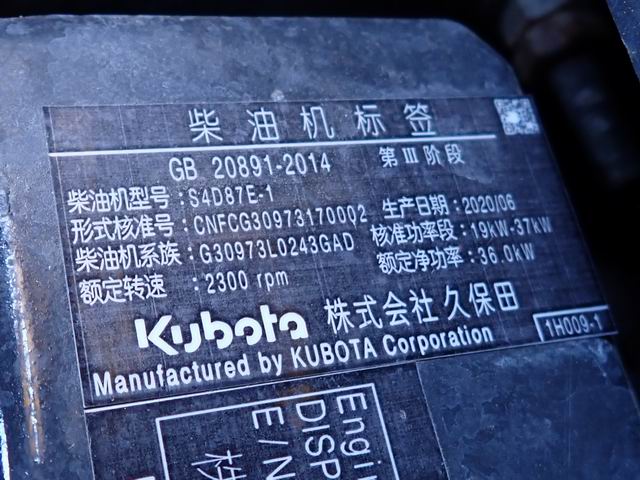 柴油机标签
GB 20891-2014 第Ⅲ阶段
柴油机型号：S4D87E-1 生产日期：2020/06
形式核准号：CNFCG309731700Q2 核准功率段：19kW-37kW
柴油机系族：G30973L0243GAD 额定净功率：36.0kW
额定转速：2300 rpm
Kubota 株式会社久保田
Manufactured by KUBOTA Corporation
1H009-1
Engi
DISP
E/N